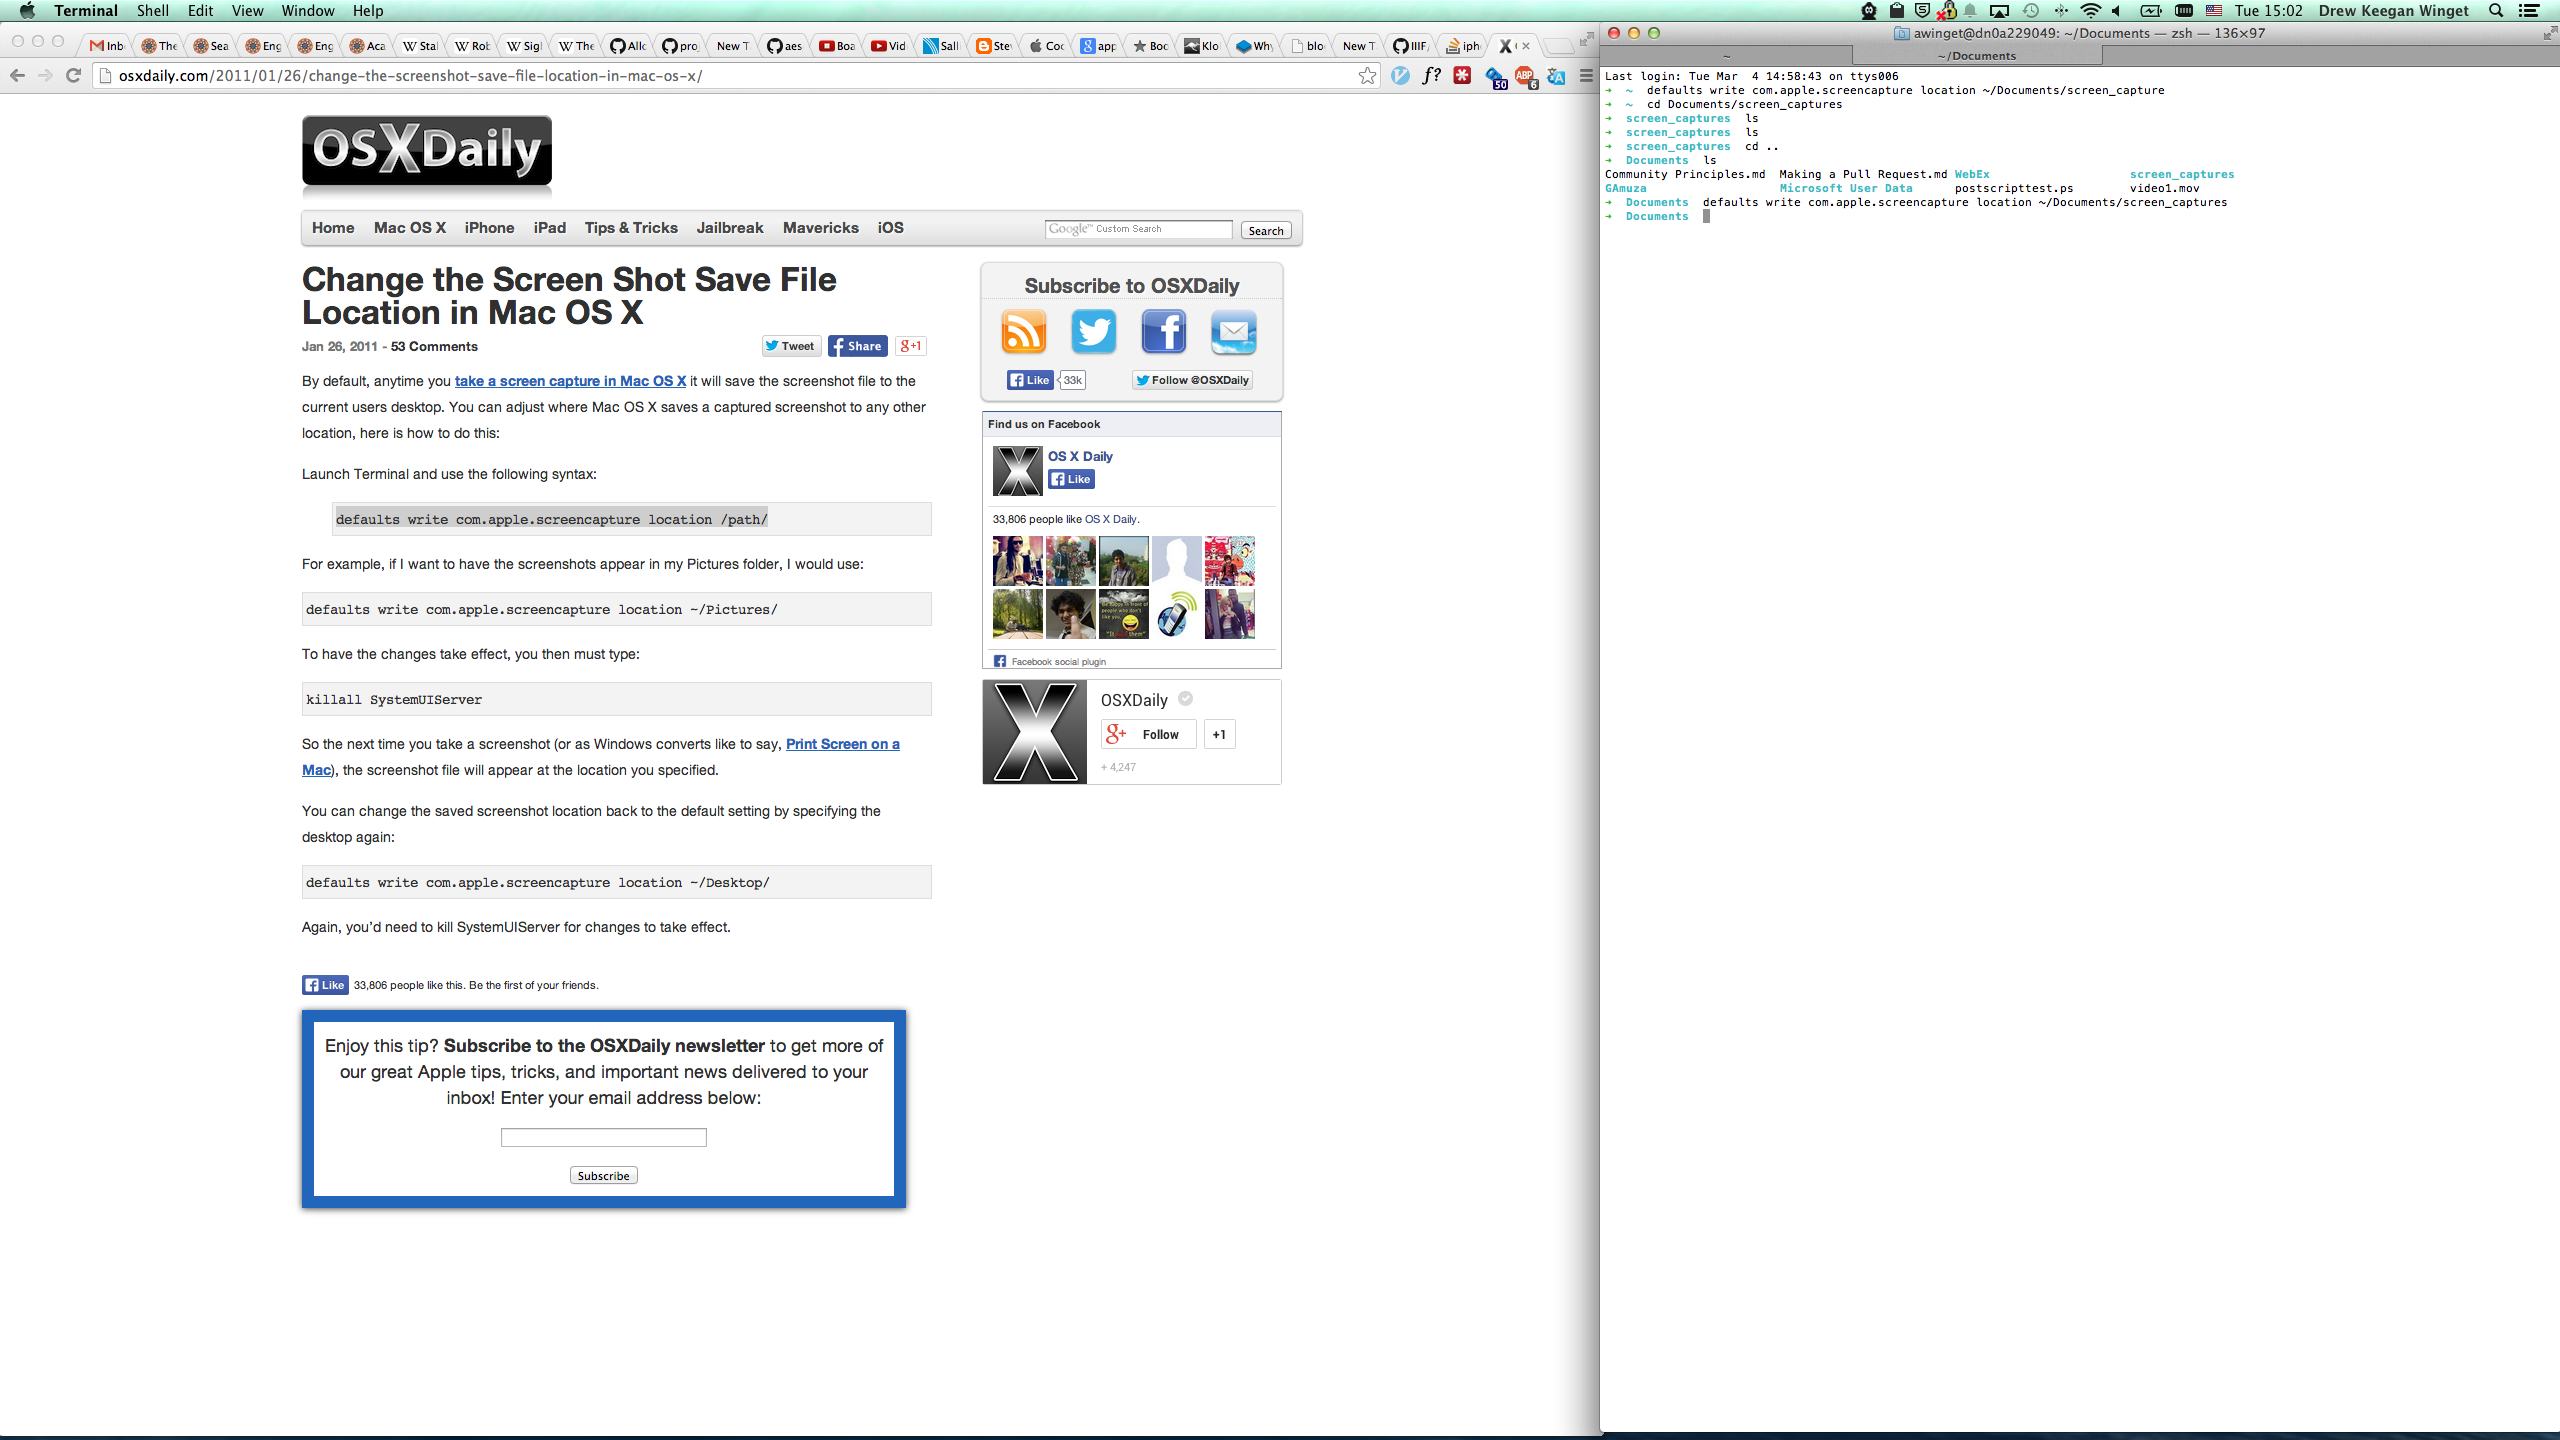 Terminal Shell Edit View Window Help
Tue 15:02 Drew Keegan Winget
Inb The Sea Eng Eng Aca Stal Rob Sigl The Allc pro New T aes Boa Vid Sall Ste Coc app Boc Klo Why blo New T IIIF/ iph
osxdaily.com/2011/01/26/change-the-screenshot-save-file-location-in-mac-os-x/
f? 50 ABP 6
OSXDaily
Home Mac OS X iPhone iPad Tips & Tricks Jailbreak Mavericks iOS
Google™ Custom Search Search
Change the Screen Shot Save File
Location in Mac OS X
Jan 26, 2011 - 53 Comments
Tweet Share g+1
By default, anytime you take a screen capture in Mac OS X it will save the screenshot file to the
current users desktop. You can adjust where Mac OS X saves a captured screenshot to any other
location, here is how to do this:
Launch Terminal and use the following syntax:
defaults write com.apple.screencapture location /path/
For example, if I want to have the screenshots appear in my Pictures folder, I would use:
defaults write com.apple.screencapture location ~/Pictures/
To have the changes take effect, you then must type:
killall SystemUIServer
So the next time you take a screenshot (or as Windows converts like to say, Print Screen on a
Mac), the screenshot file will appear at the location you specified.
You can change the saved screenshot location back to the default setting by specifying the
desktop again:
defaults write com.apple.screencapture location ~/Desktop/
Again, you'd need to kill SystemUIServer for changes to take effect.
Like 33,806 people like this. Be the first of your friends.
Enjoy this tip? Subscribe to the OSXDaily newsletter to get more of
our great Apple tips, tricks, and important news delivered to your
inbox! Enter your email address below:
Subscribe
Subscribe to OSXDaily
Like 33k Follow @OSXDaily
Find us on Facebook
OS X Daily
Like
33,806 people like OS X Daily.
Facebook social plugin
OSXDaily
g+ Follow +1
+ 4,247
awinget@dn0a229049: ~/Documents — zsh — 136×97
~ ~/Documents
Last login: Tue Mar  4 14:58:43 on ttys006
➜  ~  defaults write com.apple.screencapture location ~/Documents/screen_capture
➜  ~  cd Documents/screen_captures
➜  screen_captures  ls
➜  screen_captures  ls
➜  screen_captures  cd ..
➜  Documents  ls
Community Principles.md  Making a Pull Request.md WebEx  screen_captures
GAmuza  Microsoft User Data  postscripttest.ps  video1.mov
➜  Documents  defaults write com.apple.screencapture location ~/Documents/screen_captures
➜  Documents